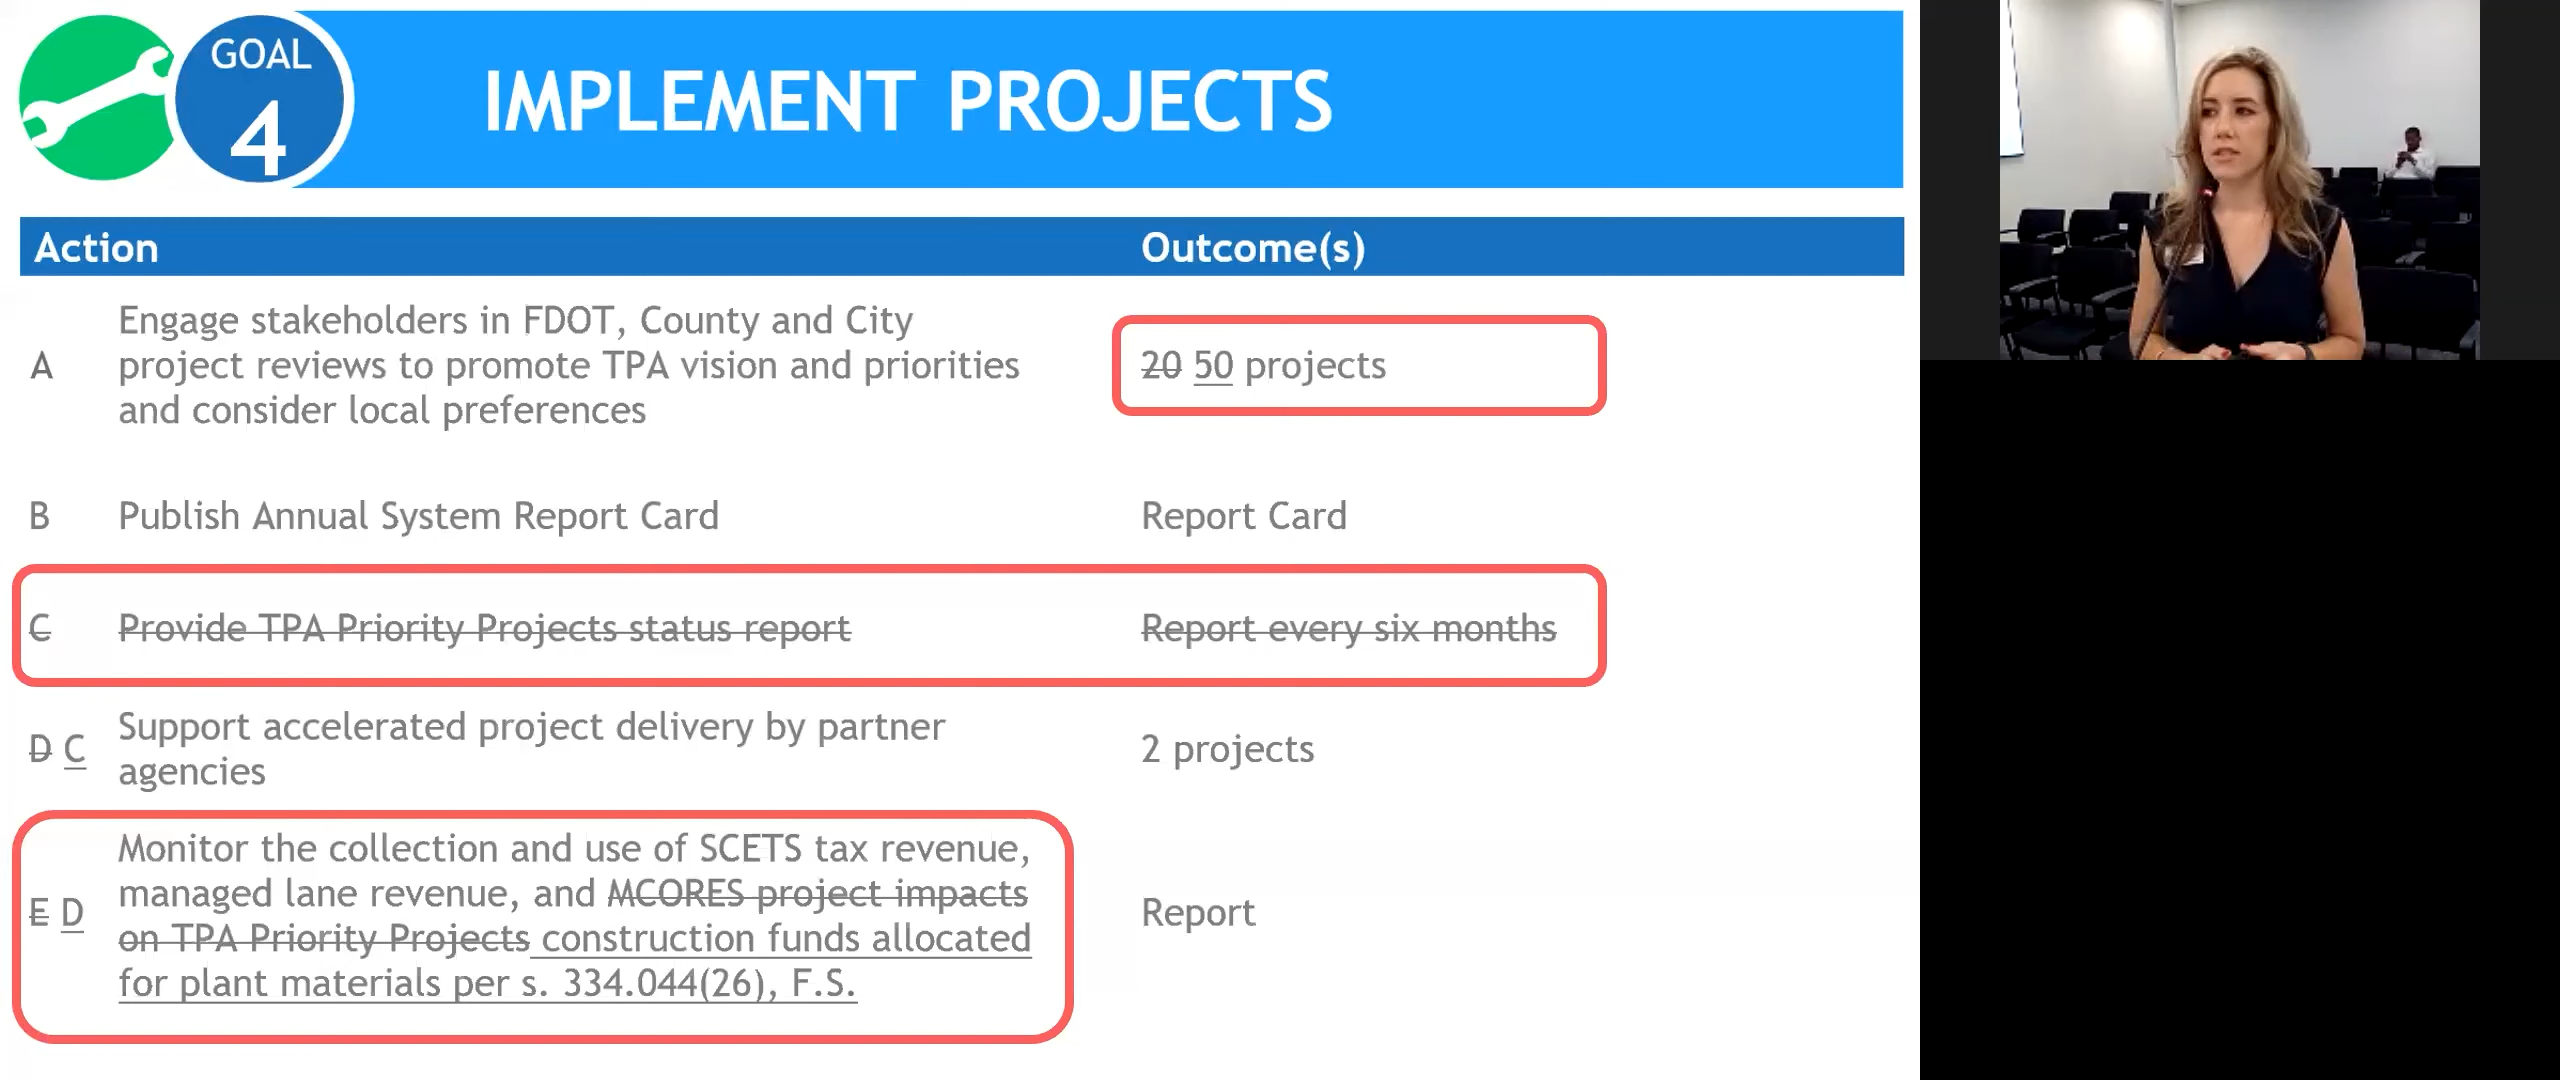 GOAL
4
IMPLEMENT PROJECTS
Action Outcome(s)
A Engage stakeholders in FDOT, County and City
project reviews to promote TPA vision and priorities
and consider local preferences
20 50 projects
B Publish Annual System Report Card Report Card
C Provide TPA Priority Projects status report Report every six months
D C Support accelerated project delivery by partner
agencies
2 projects
E D Monitor the collection and use of SCETS tax revenue,
managed lane revenue, and MCORES project impacts
on TPA Priority Projects construction funds allocated
for plant materials per s. 334.044(26), F.S.
Report